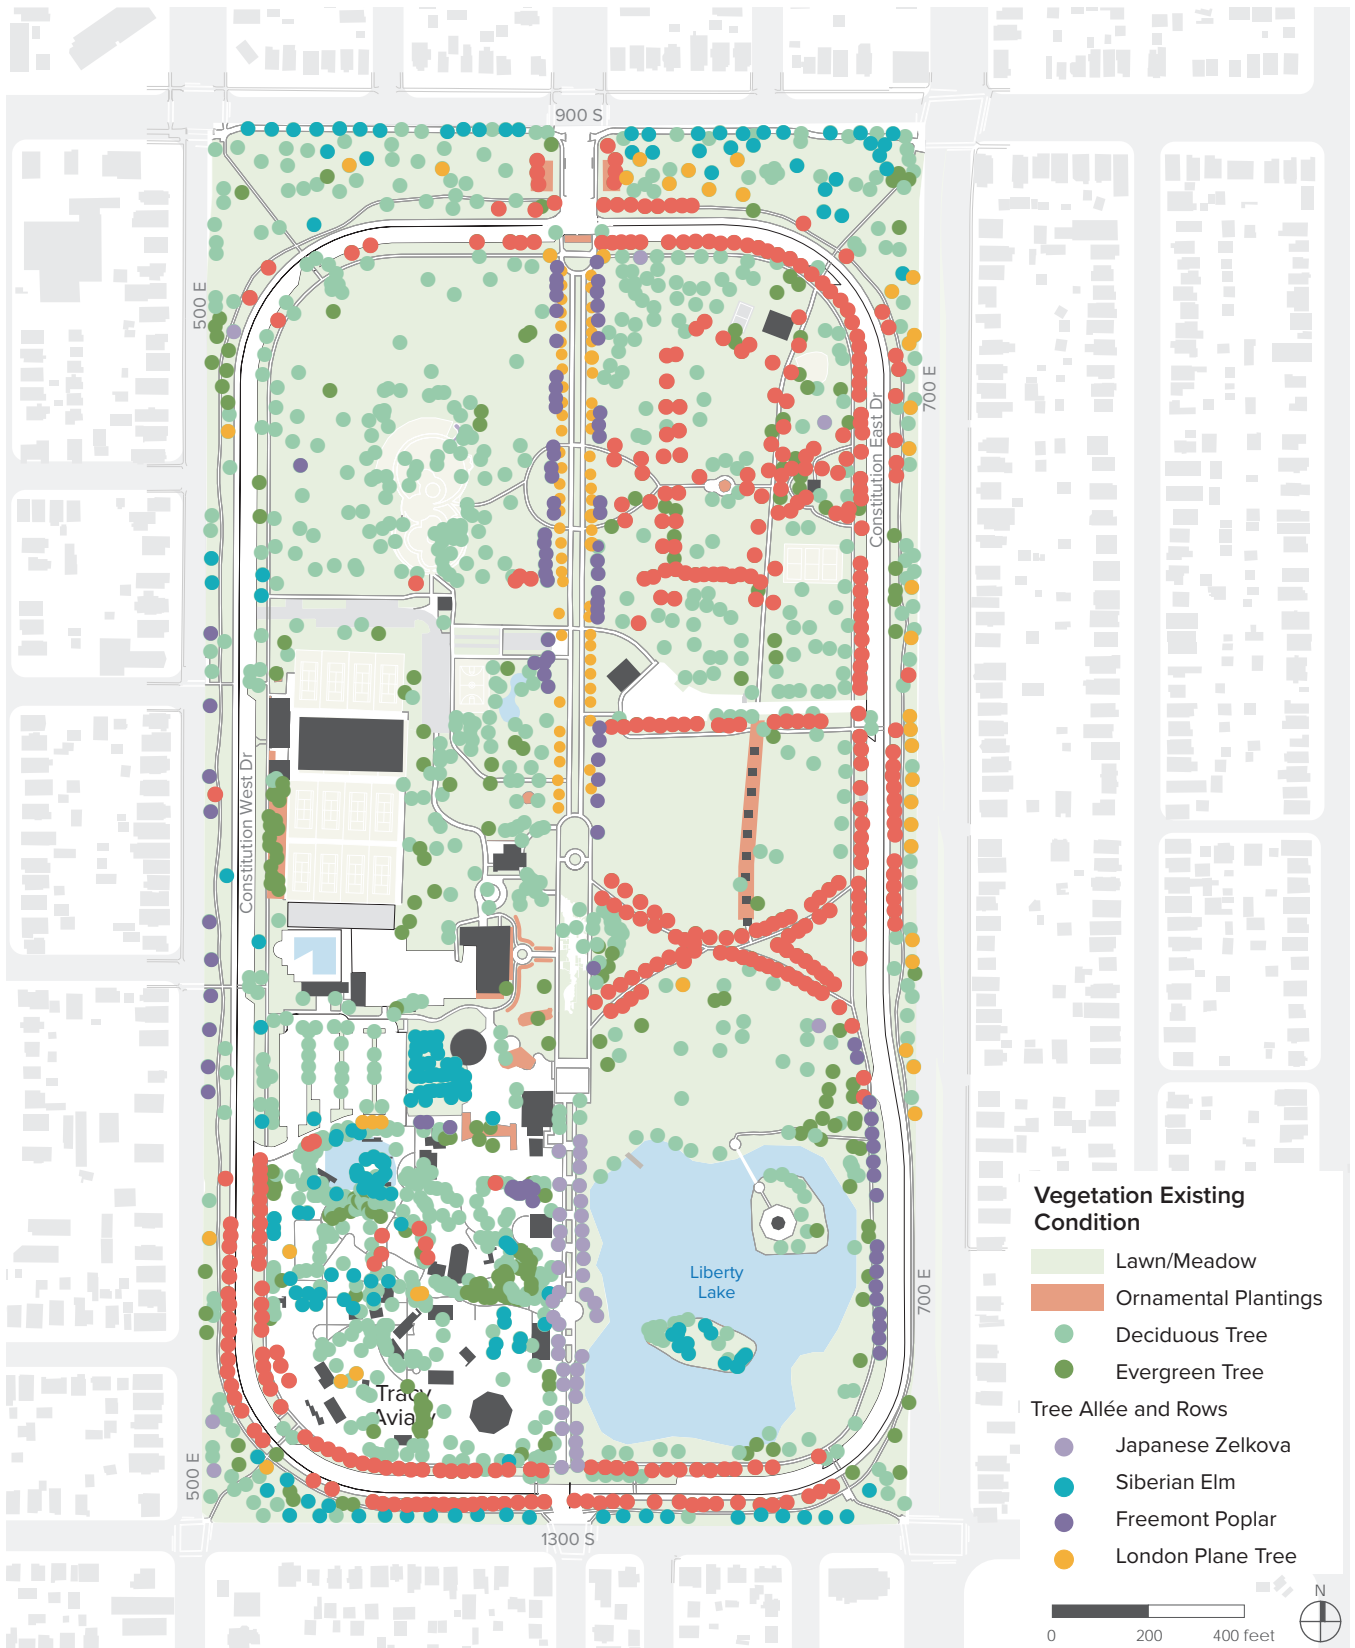 900 S
500 E
700 E
Constitution East Dr
Constitution West Dr
Liberty
Lake
700 E
Tracy
Aviary
500 E
1300 S
Vegetation Existing
Condition
Lawn/Meadow
Ornamental Plantings
Deciduous Tree
Evergreen Tree
Tree Allée and Rows
Japanese Zelkova
Siberian Elm
Freemont Poplar
London Plane Tree
N
0 200 400 feet